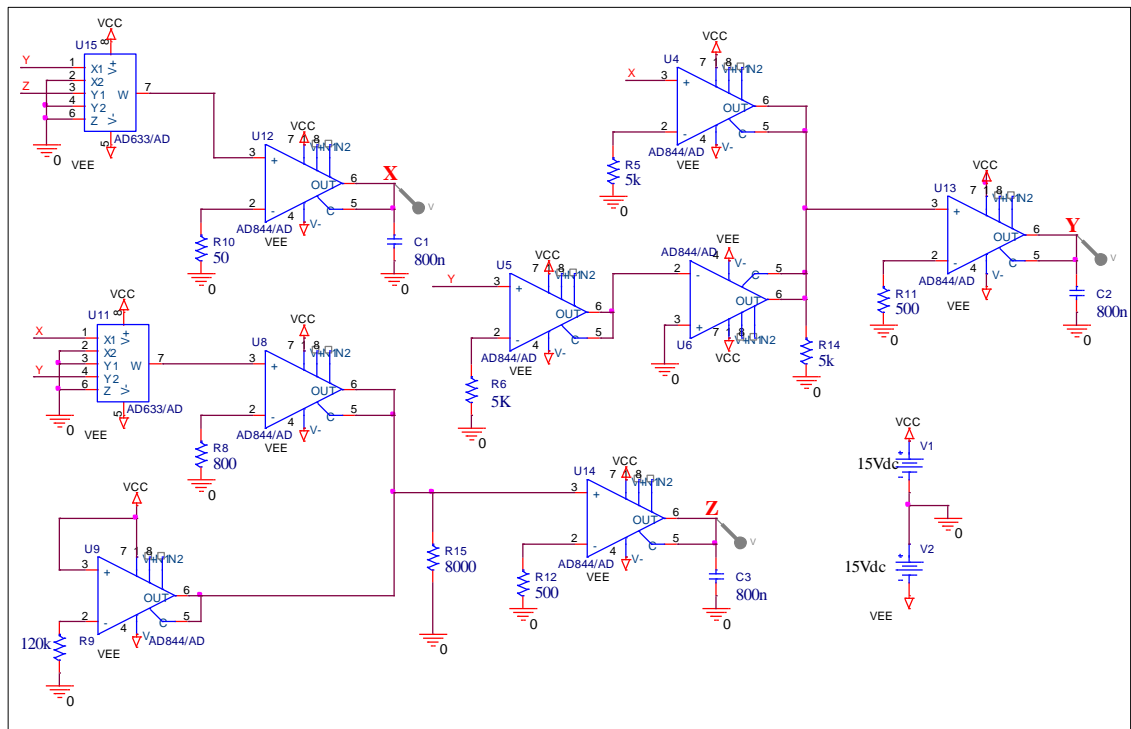 VCC
U15
Y 1 X1 V+ 8
2 X2
Z 3 Y1 W 7
4 Y2
6 Z V-
5 AD633/AD
0 VEE
U12 VCC
7 8
3 +
OUT 6 X
V
2 - C 5
4 V-
AD844/AD
VEE
R10
50
0
C1
800n
0
VCC
U11
X 1 X1 V+ 8
2 X2
3 Y1 W 7
Y 4 Y2
6 Z V-
5 AD633/AD
0 VEE
U8 VCC
7 1 8
3 +
OUT 6
2 - C 5
4 V-
AD844/AD
VEE
R8
800
0
VCC
U9
7 1 8
3 +
OUT 6
2 - C 5
4 V
AD844/AD
R9 VEE
120k
0
R15
8000
0
U4 VCC
7 1 8
X 3 +
OUT 6
2 - C 5
4 V-
AD844/AD
VEE
R5
5k
0
U5 VCC
7 8
Y 3 +
OUT 6
2 - C 5
4 V-
AD844/AD
VEE
R6
5K
0
AD844/AD VEE
4 V-
2 - C 5
OUT 6
3 +
7 8
U6 VCC
0
R14
5k
0
U13 VCC
7 1 8
3 +
OUT 6 Y
V
2 - C 5
4 V-
AD844/AD
VEE
R11
500
0
C2
800n
0
U14 VCC
7 8
3 +
OUT 6 Z
V
2 - C 5
4 V-
AD844/AD
VEE
R12
500
0
C3
800n
0
VCC
V1
15Vdc
0
V2
15Vdc
VEE